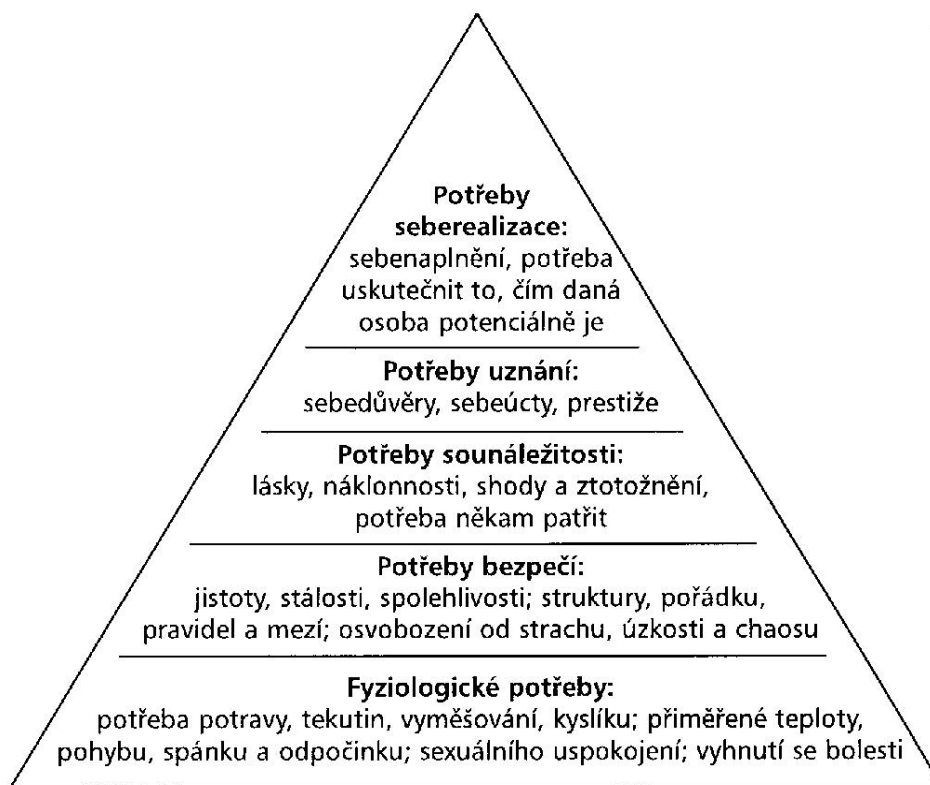 Potřeby
seberealizace:
sebenaplnění, potřeba
uskutečnit to, čím daná
osoba potenciálně je
Potřeby uznání:
sebedůvěry, sebeúcty, prestiže
Potřeby sounáležitosti:
lásky, náklonnosti, shody a ztotožnění,
potřeba někam patřit
Potřeby bezpečí:
jistoty, stálosti, spolehlivosti; struktury, pořádku,
pravidel a mezí; osvobození od strachu, úzkosti a chaosu
Fyziologické potřeby:
potřeba potravy, tekutin, vyměšování, kyslíku; přiměřené teploty,
pohybu, spánku a odpočinku; sexuálního uspokojení; vyhnutí se bolesti